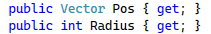 public Vector Pos { get; }
public int Radius { get; }